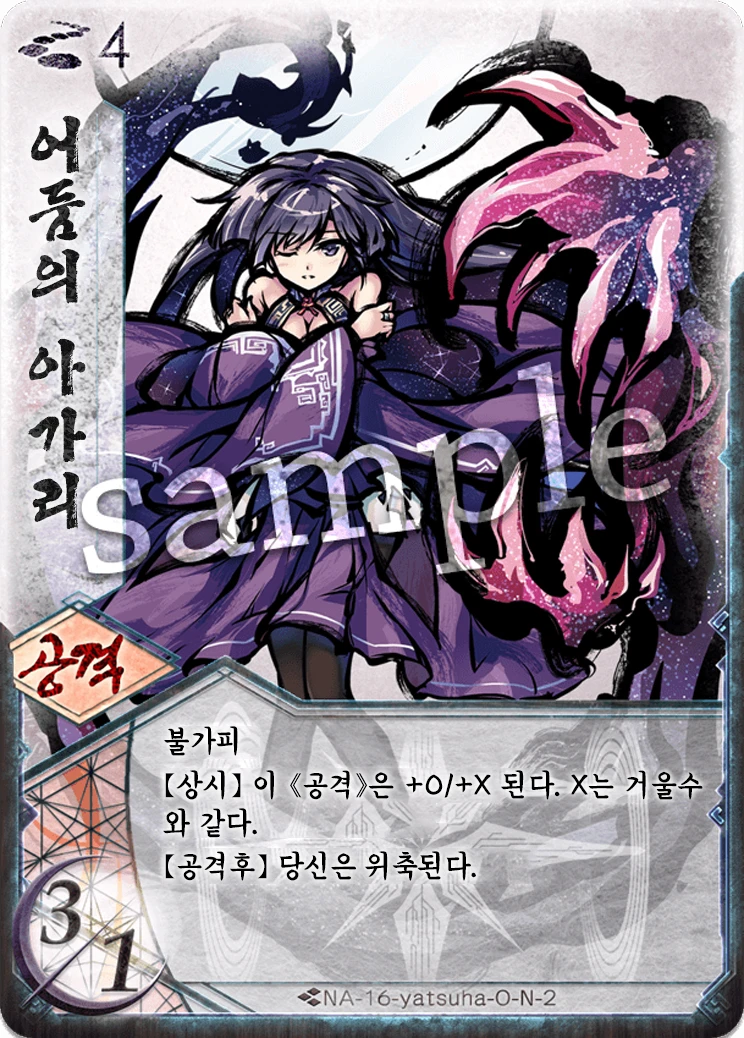 4
어둠의 아가리
sample
공격
불가피
【상시】 이 《공격》은 +0/+X 된다. X는 거울수
와 같다.
【공격후】 당신은 위축된다.
3/1
NA-16-yatsuha-O-N-2